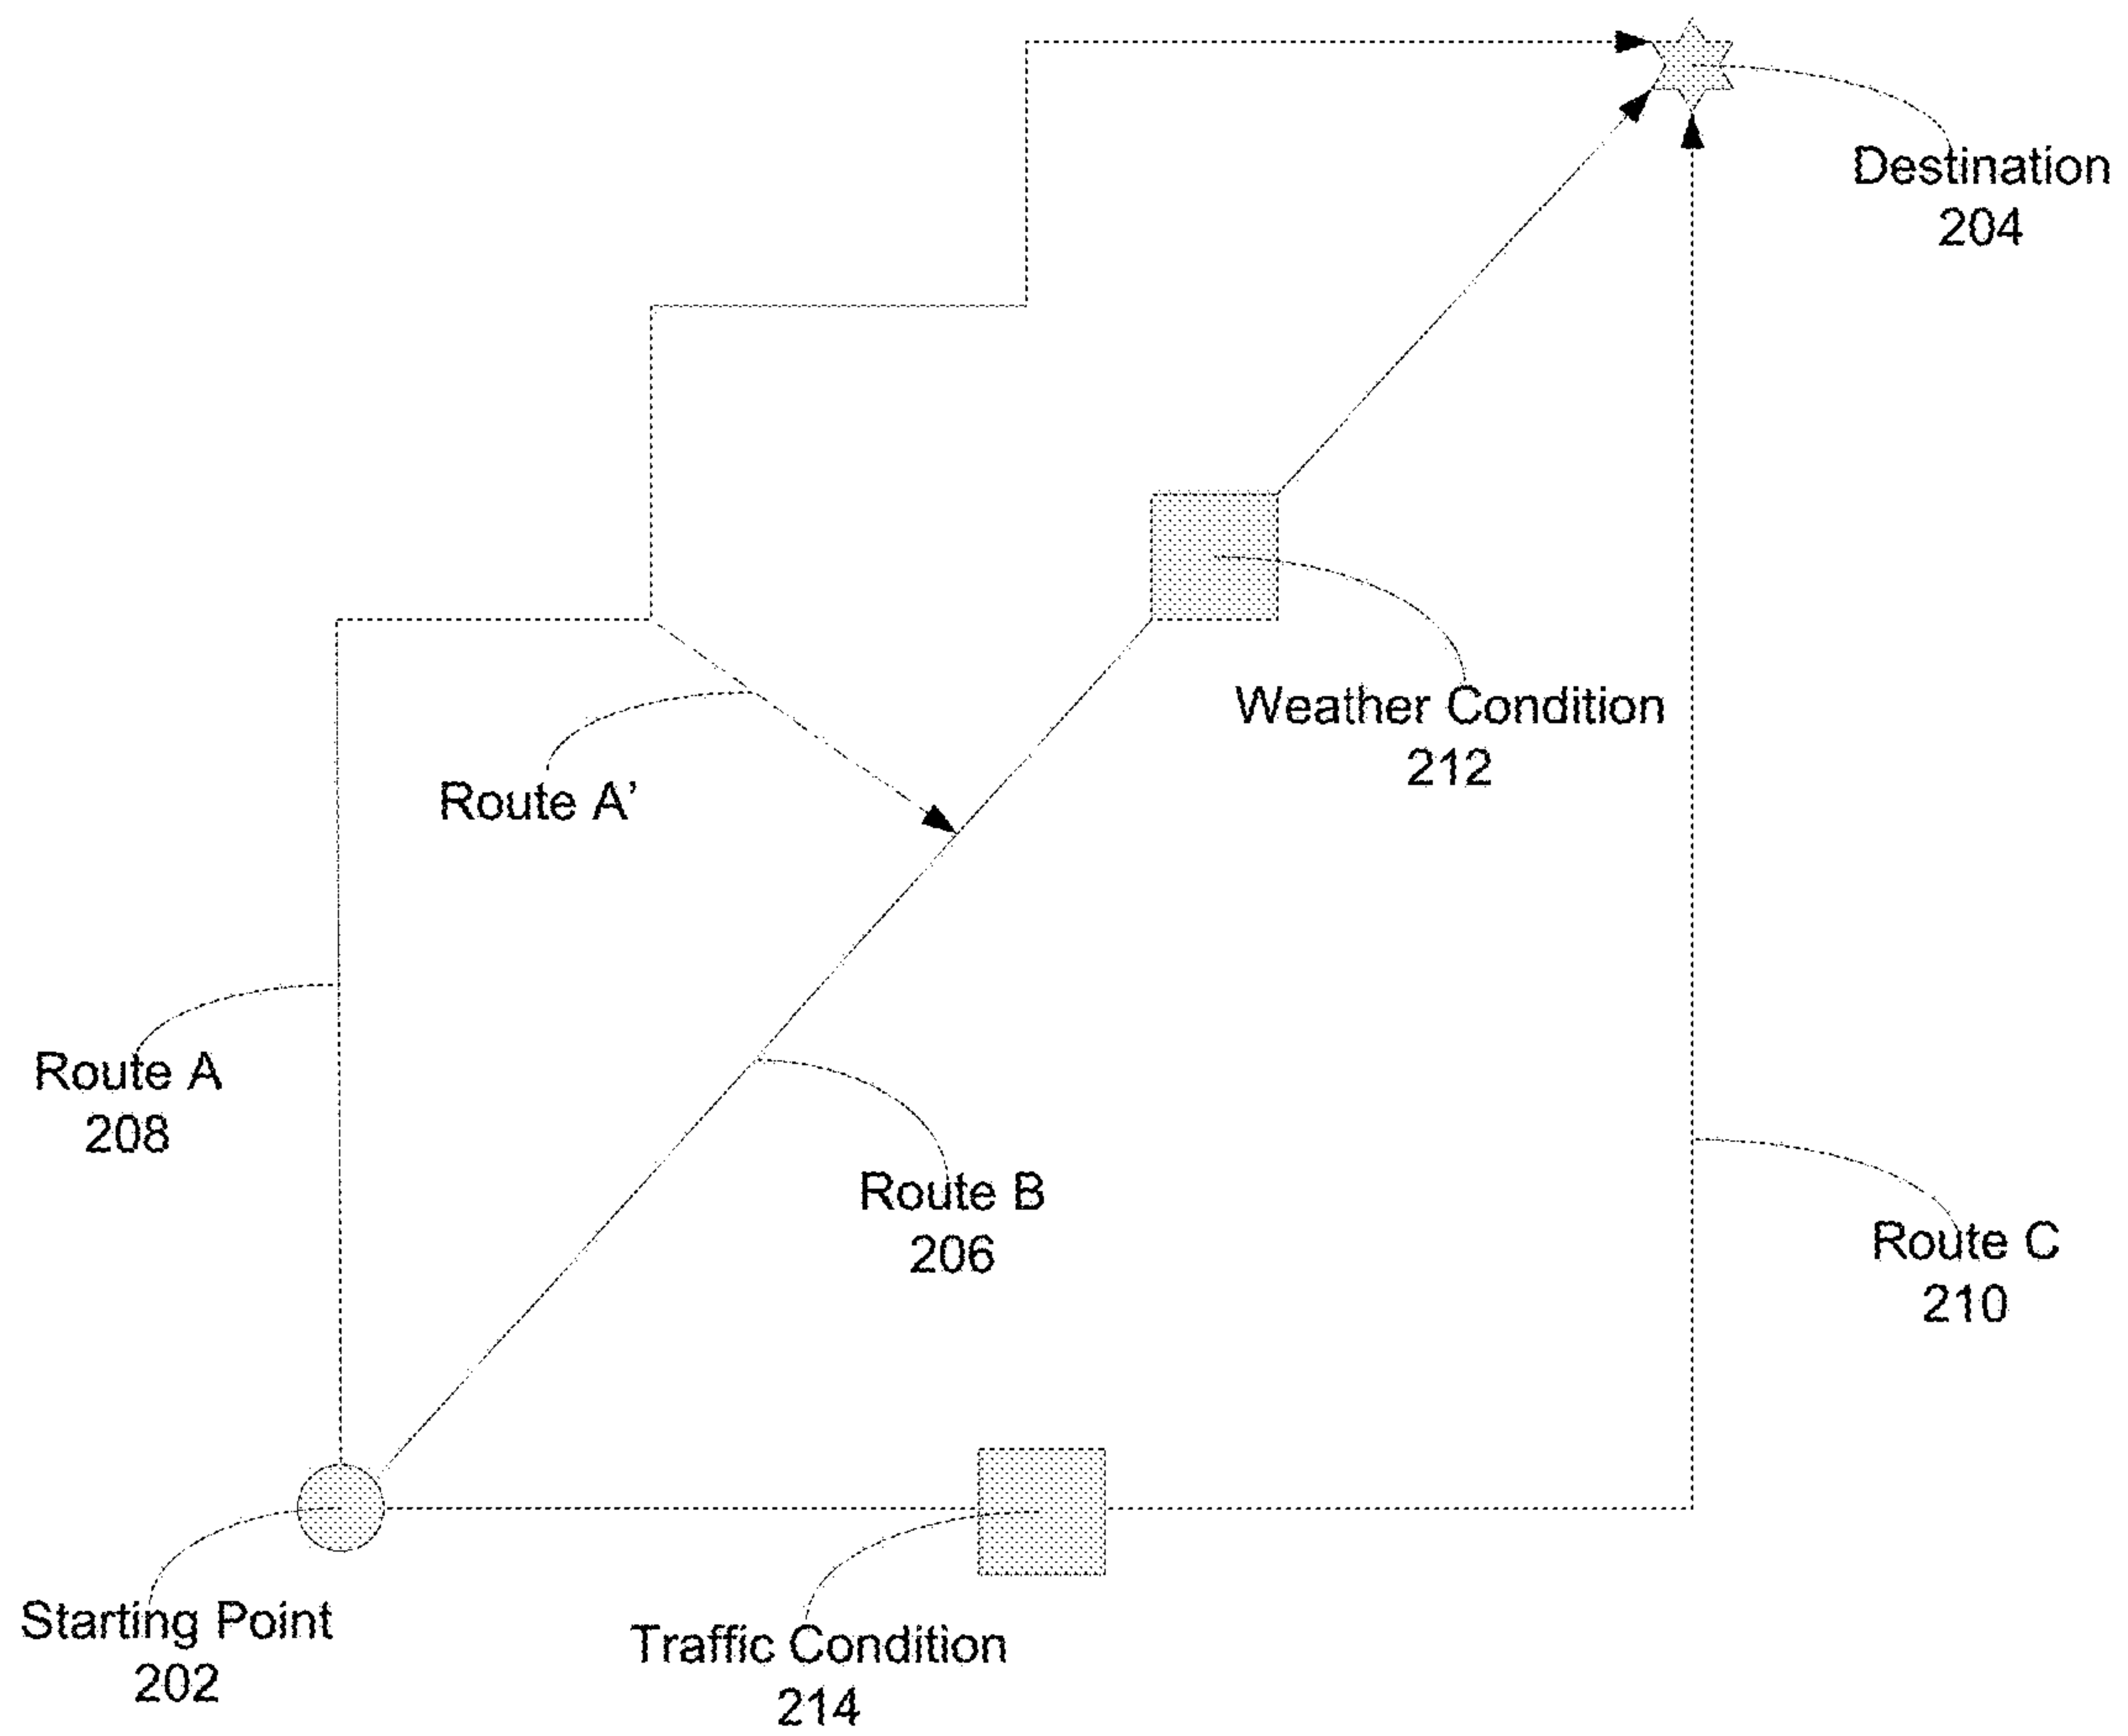 Destination
204
Weather Condition
212
Route A’
Route A
208
Route B
206
Route C
210
Starting Point
202
Traffic Condition
214